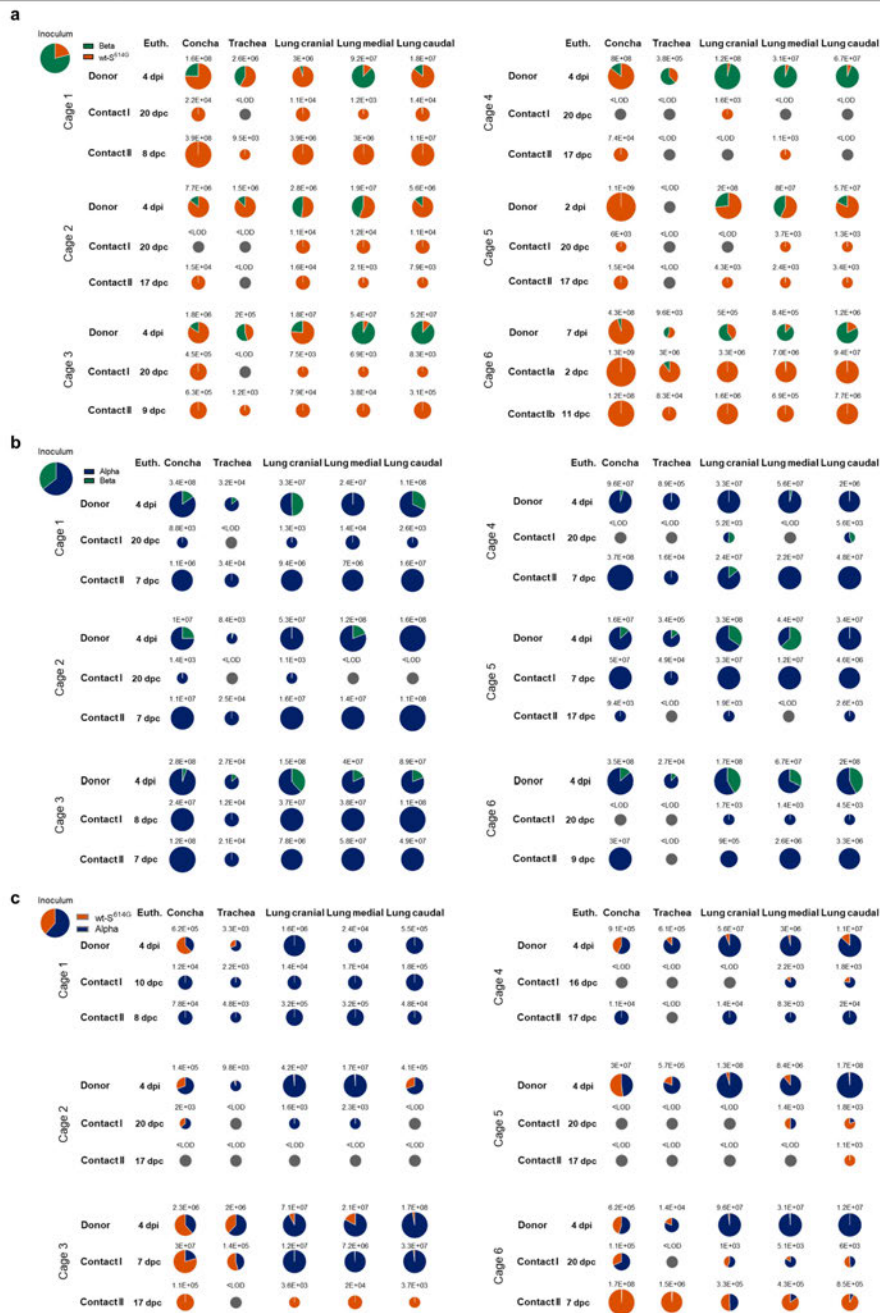 a
Inoculum
Beta
wt-S614G
Euth. Concha Trachea Lung cranial Lung medial Lung caudal
Cage 1
1.6E+08 2.6E+06 3E+06 9.2E+07 1.8E+07
Donor 4 dpi
2.2E+04 <LOD 1.1E+04 1.2E+03 1.4E+04
Contact I 20 dpc
3.9E+08 9.5E+03 3.9E+06 3E+06 1.1E+07
Contact II 8 dpc
Cage 2
7.7E+06 1.5E+06 2.8E+06 1.9E+07 5.6E+06
Donor 4 dpi
<LOD <LOD 1.1E+04 1.2E+04 1.1E+04
Contact I 20 dpc
1.5E+04 <LOD 1.6E+04 2.1E+03 7.9E+03
Contact II 17 dpc
Cage 3
1.8E+06 2E+05 1.8E+07 5.4E+07 5.2E+07
Donor 4 dpi
4.5E+05 <LOD 7.5E+03 6.9E+03 8.3E+03
Contact I 20 dpc
6.3E+05 1.2E+03 7.9E+04 3.8E+04 3.1E+05
Contact II 9 dpc
Euth. Concha Trachea Lung cranial Lung medial Lung caudal
Cage 4
8E+08 3.8E+05 1.2E+08 3.1E+07 6.7E+07
Donor 4 dpi
<LOD <LOD 1.6E+03 <LOD <LOD
Contact I 20 dpc
7.4E+04 <LOD <LOD 1.1E+03 <LOD
Contact II 17 dpc
Cage 5
1.1E+09 <LOD 2E+08 8E+07 5.7E+07
Donor 2 dpi
6E+03 <LOD <LOD 3.7E+03 1.3E+03
Contact I 20 dpc
1.5E+04 <LOD 4.3E+03 2.4E+03 3.4E+03
Contact II 17 dpc
Cage 6
4.3E+08 9.6E+03 5E+05 8.4E+05 1.2E+06
Donor 7 dpi
1.3E+09 3E+06 3.3E+06 9.4E+07
Contact Ia 2 dpc
1.2E+08 8.3E+04 1.6E+06 6.9E+05 7.7E+06
Contact Ib 11 dpc
b
Inoculum
Alpha
Beta
Euth. Concha Trachea Lung cranial Lung medial Lung caudal
Cage 1
3.4E+08 3.2E+04 3.3E+07 2.4E+07 1.1E+08
Donor 4 dpi
8.8E+03 <LOD 1.3E+03 1.4E+04 2.6E+03
Contact I 20 dpc
3.4E+04 9.4E+06 7E+06 1.6E+07
Contact II 7 dpc
Cage 2
1E+07 8.4E+03 5.3E+07 1.2E+08 1.6E+08
Donor 4 dpi
1.4E+03 <LOD 1.1E+03 <LOD <LOD
Contact I 20 dpc
1.1E+07 2.5E+04 1.6E+07 1.4E+07 1.1E+08
Contact II 7 dpc
Cage 3
2.8E+08 2.7E+04 1.5E+08 4E+07 8.9E+07
Donor 4 dpi
2.4E+07 1.2E+04 3.7E+07 3.8E+07 1.1E+08
Contact I 8 dpc
1.2E+08 2.1E+04 7.8E+06 5.8E+07 4.9E+07
Contact II 7 dpc
Euth. Concha Trachea Lung cranial Lung medial Lung caudal
Cage 4
9.6E+07 8.9E+05 3.3E+07 5.6E+07 2E+06
Donor 4 dpi
<LOD <LOD 5.2E+03 <LOD 5.6E+03
Contact I 20 dpc
3.7E+08 1.6E+04 2.4E+07 2.2E+07 4.8E+07
Contact II 7 dpc
Cage 5
1.6E+07 3.4E+05 3.3E+08 4.4E+07 3.4E+07
Donor 4 dpi
5E+07 4.9E+04 3.3E+07 1.2E+07 4.6E+06
Contact I 7 dpc
9.4E+03 <LOD 1.9E+03 <LOD 2.6E+03
Contact II 17 dpc
Cage 6
3.5E+08 2.7E+04 1.7E+08 6.7E+07 2E+08
Donor 4 dpi
<LOD <LOD 1.7E+03 1.4E+03 4.5E+03
Contact I 20 dpc
3E+07 <LOD 9E+05 2.6E+06 3.3E+06
Contact II 9 dpc
c
Inoculum
wt-S614G
Alpha
Euth. Concha Trachea Lung cranial Lung medial Lung caudal
Cage 1
6.2E+05 3.3E+03 2.4E+04 5.5E+05
Donor 4 dpi
1.2E+04 2.2E+03 1.4E+04 1.7E+04 1.8E+05
Contact I 10 dpc
7.8E+04 4.8E+03 3.2E+05 3.2E+05 4.8E+04
Contact II 8 dpc
Cage 2
1.4E+05 9.8E+03 4.2E+07 1.7E+07 4.1E+05
Donor 4 dpi
2E+03 <LOD 1.6E+03 2.3E+03 <LOD
Contact I 20 dpc
<LOD <LOD <LOD <LOD <LOD
Contact II 17 dpc
Cage 3
2.3E+06 2E+06 7.1E+07 2.1E+07 1.7E+08
Donor 4 dpi
3E+07 1.4E+05 1.2E+07 7.2E+06 3.3E+07
Contact I 7 dpc
1.1E+05 <LOD 3.6E+03 2E+04 3.7E+03
Contact II 17 dpc
Euth. Concha Trachea Lung cranial Lung medial Lung caudal
Cage 4
9.1E+05 6.1E+05 5.6E+07 3E+06 1.1E+07
Donor 4 dpi
<LOD <LOD <LOD 2.2E+03 1.8E+03
Contact I 16 dpc
1.1E+04 <LOD 1.4E+04 8.3E+03 2E+04
Contact II 17 dpc
Cage 5
3E+07 5.7E+05 1.3E+08 8.4E+06 1.7E+08
Donor 4 dpi
<LOD <LOD <LOD 1.4E+03 1.8E+03
Contact I 20 dpc
<LOD <LOD <LOD <LOD 1.1E+03
Contact II 17 dpc
Cage 6
6.2E+05 1.4E+04 9.6E+07 3.1E+07 1.2E+07
Donor 4 dpi
1.1E+05 <LOD 1E+03 5.1E+03 6E+03
Contact I 20 dpc
1.7E+08 1.5E+06 3.3E+05 4.3E+05 8.5E+05
Contact II 7 dpc